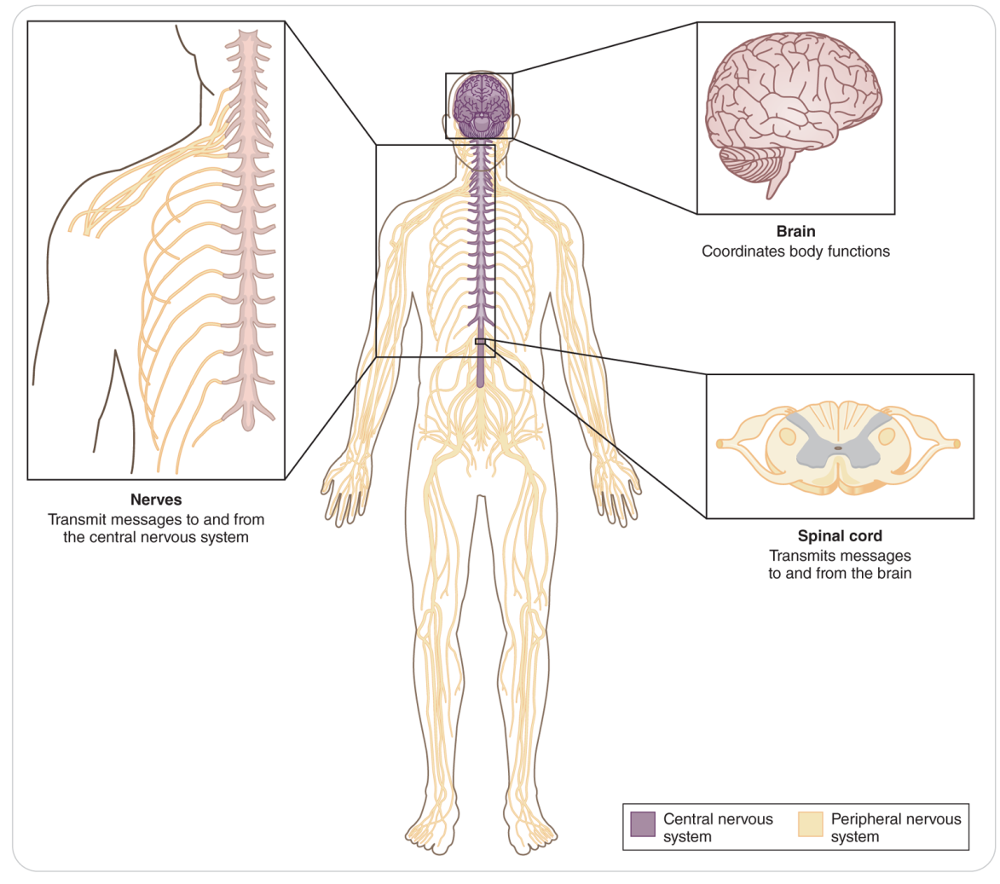 Brain
Coordinates body functions
Nerves
Transmit messages to and from
the central nervous system
Spinal cord
Transmits messages
to and from the brain
Central nervous
system
Peripheral nervous
system